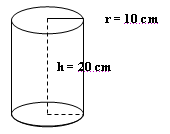 r = 10 cm
h = 20 cm